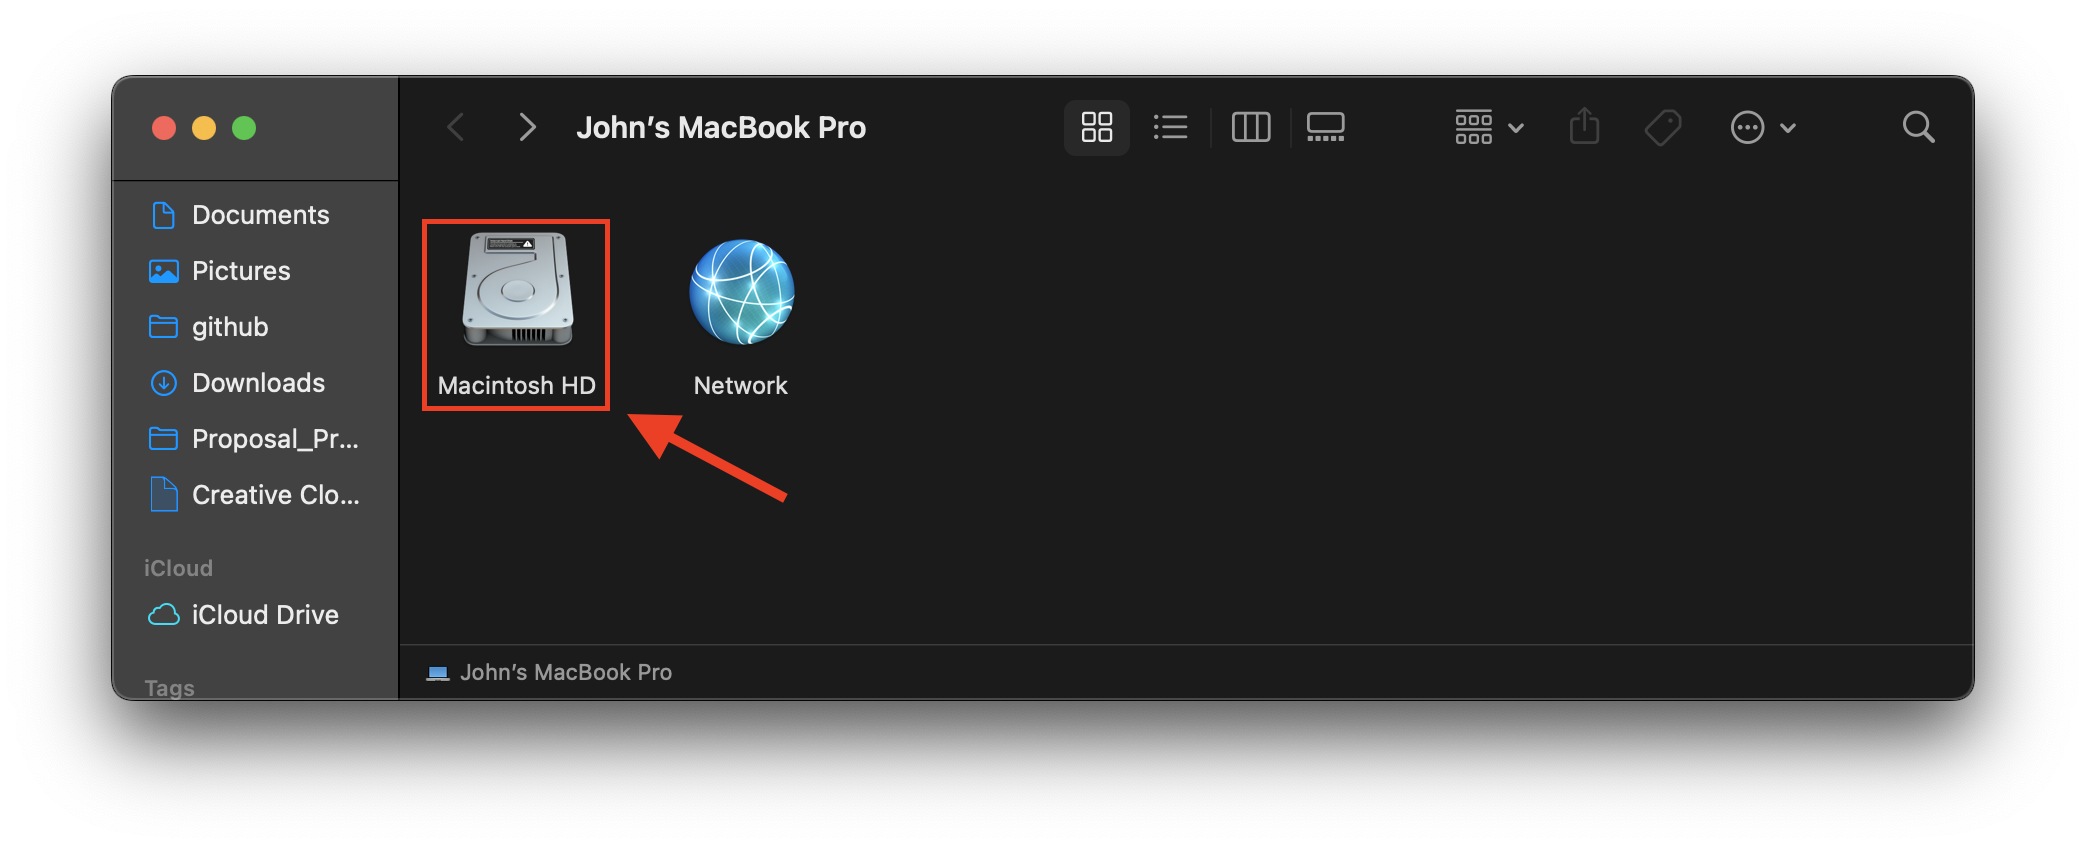 John's MacBook Pro
Documents
Pictures
github
Downloads
Proposal_Pr...
Creative Clo...
iCloud
iCloud Drive
Tags
Macintosh HD
Network
John's MacBook Pro